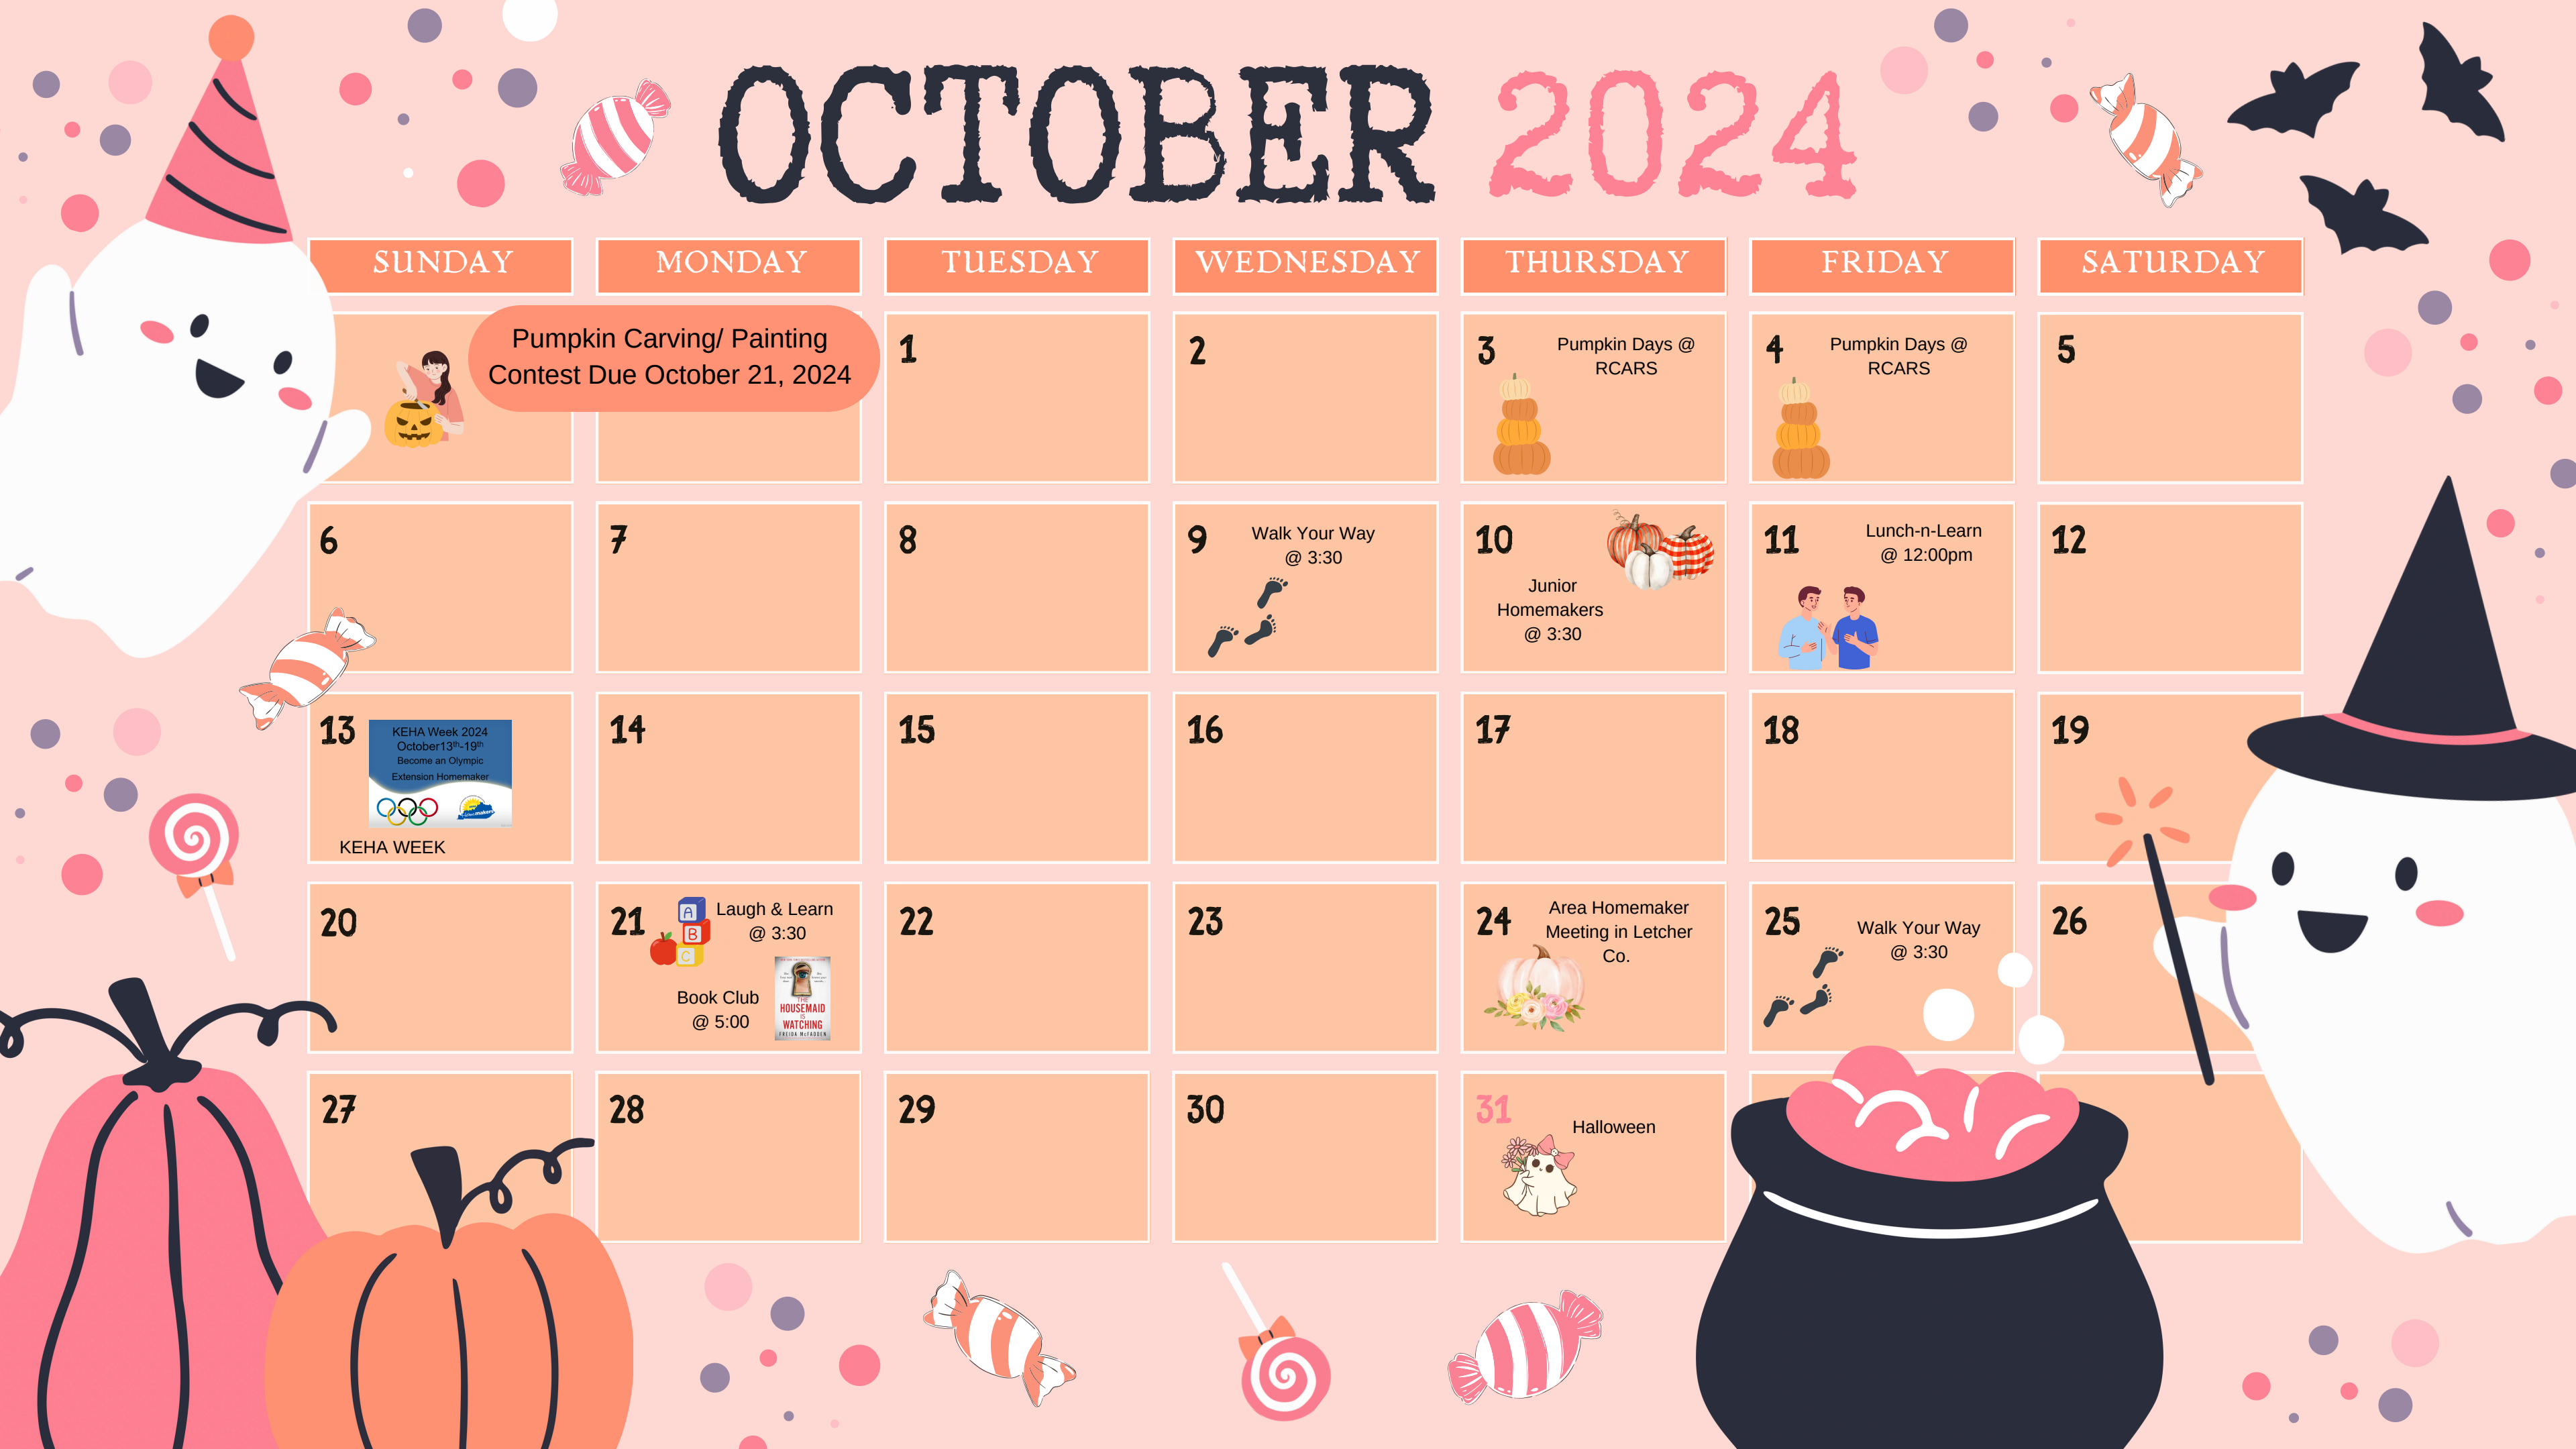 OCTOBER 2024
SUNDAY
MONDAY
TUESDAY
WEDNESDAY
THURSDAY
FRIDAY
SATURDAY
Pumpkin Carving/ Painting
Contest Due October 21, 2024
1
2
3
Pumpkin Days @
RCARS
4
Pumpkin Days @
RCARS
5
6
7
8
9
Walk Your Way
@ 3:30
10
Junior
Homemakers
@ 3:30
11
Lunch-n-Learn
@ 12:00pm
12
13
KEHA Week 2024
October13th-19th
Become an Olympic
Extension Homemaker
KEHA WEEK
14
15
16
17
18
19
20
21
A
B
C
Laugh & Learn
@ 3:30
Book Club
@ 5:00
THE
HOUSEMAID
IS
WATCHING
FREIDA McFADDEN
22
23
24
Area Homemaker
Meeting in Letcher
Co.
25
Walk Your Way
@ 3:30
26
27
28
29
30
31
Halloween